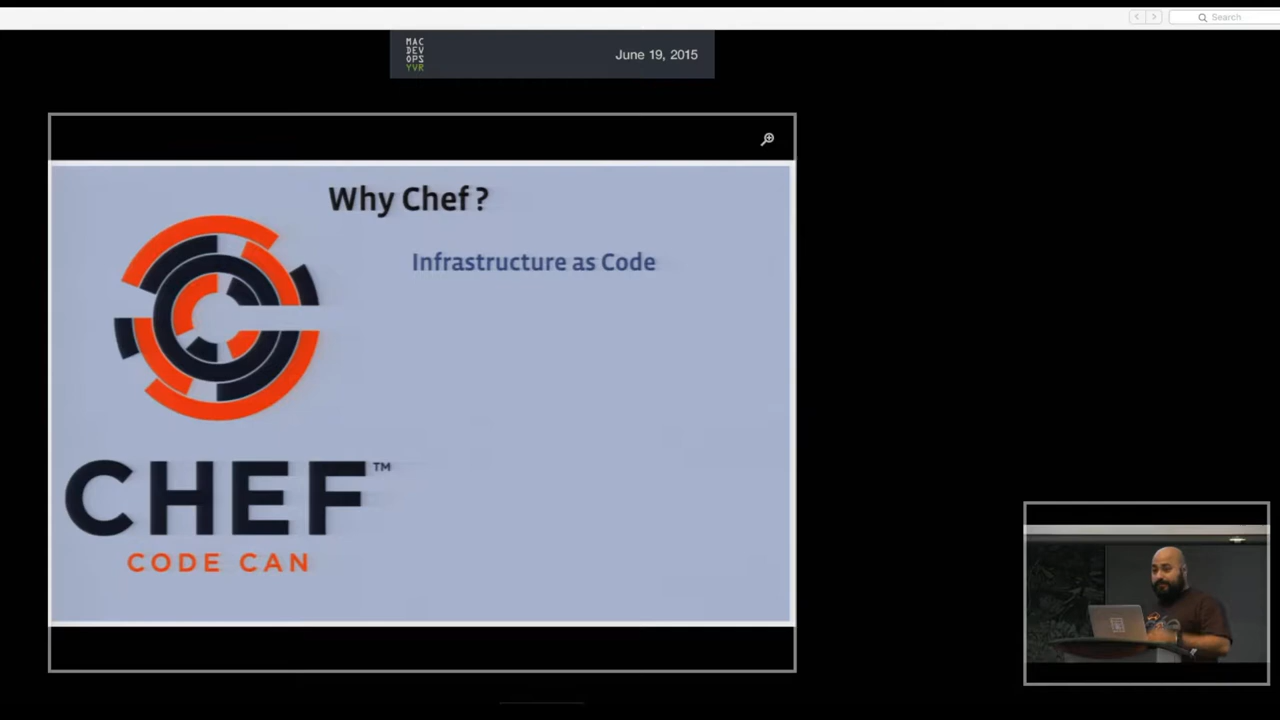 Search
MAC
DEV
OPS
YVR
June 19, 2015
Why Chef ?
Infrastructure as Code
CHEF™
CODE CAN